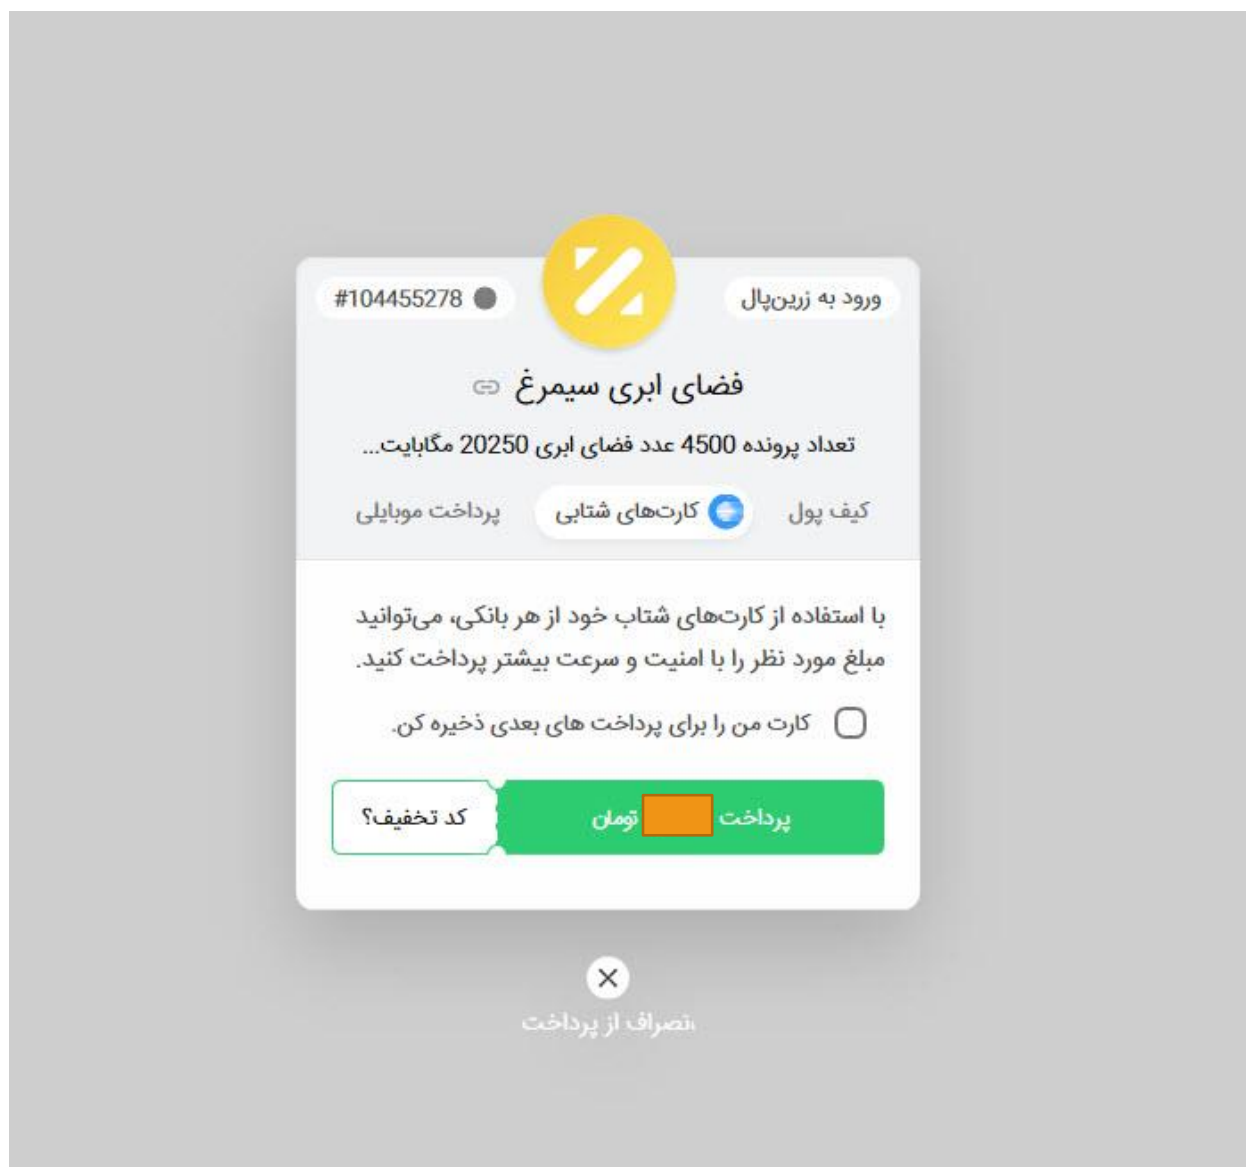 ورود به زرین‌پال
#104455278
فضای ابری سیمرغ
تعداد پرونده 4500 عدد فضای ابری 20250 مگابایت...
کیف پول کارت‌های شتابی پرداخت موبایلی
با استفاده از کارت‌های شتاب خود از هر بانکی، می‌توانید
مبلغ مورد نظر را با امنیت و سرعت بیشتر پرداخت کنید.
کارت من را برای پرداخت های بعدی ذخیره کن.
پرداخت تومان
کد تخفیف؟
از پرداخت